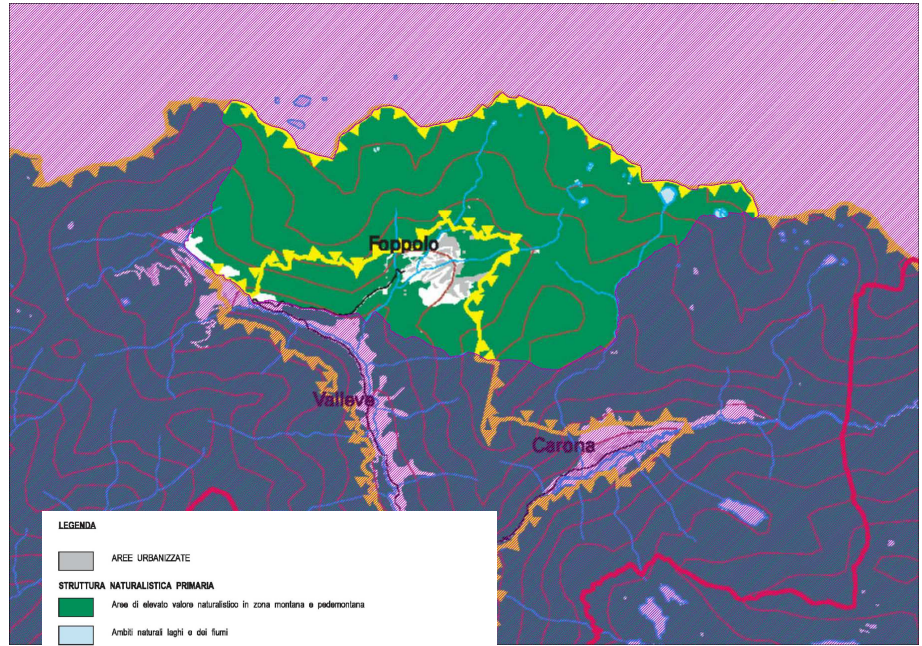 Foppolo
Valleve
Carona
LEGENDA
AREE URBANIZZATE
STRUTTURA NATURALISTICA PRIMARIA
Aree di elevato valore naturalistico in zona montana e pedemontana
Ambiti naturali laghi e dei fiumi